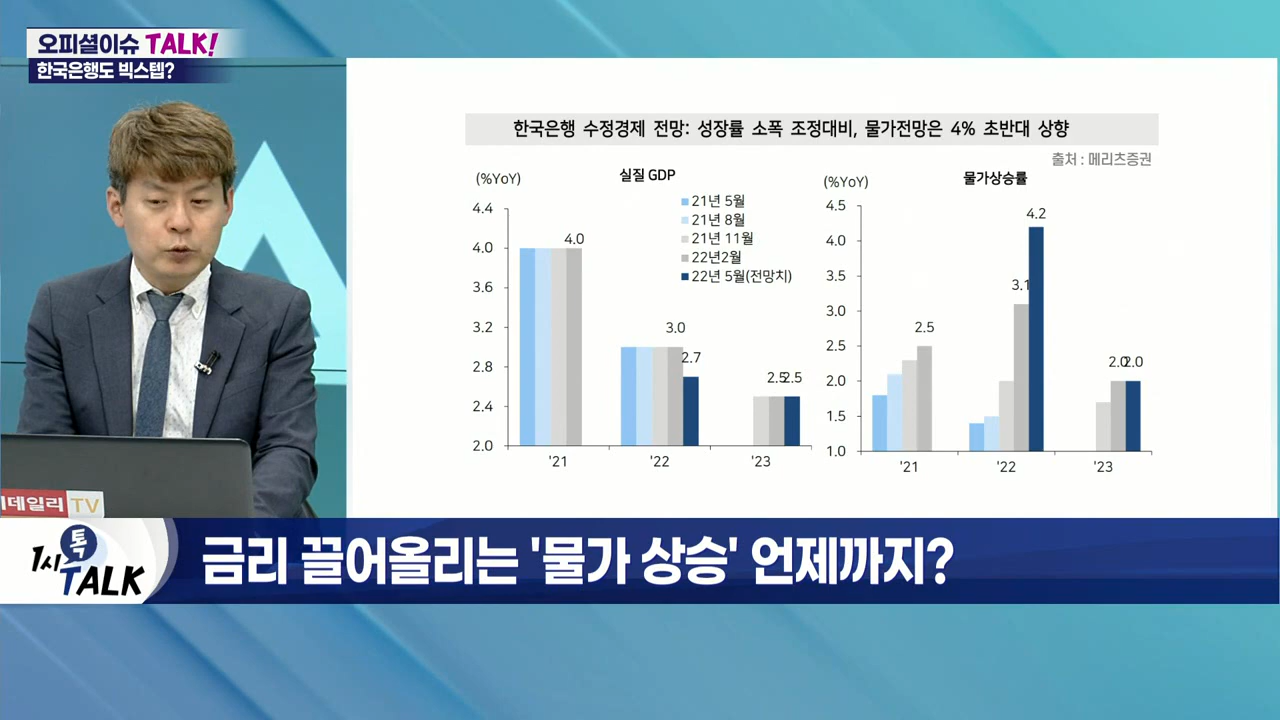 오피셜이슈 TALK!
한국은행도 빅스텝?
한국은행 수정경제 전망: 성장률 소폭 조정대비, 물가전망은 4% 초반대 상향
출처 : 메리츠증권
(%YoY)
실질 GDP
21년 5월
21년 8월
21년 11월
22년2월
22년 5월(전망치)
4.4
4.0
3.6
3.2
2.8
2.4
2.0
4.0
3.0
2.7
2.5
2.5
'21
'22
'23
(%YoY)
물가상승률
4.5
4.0
3.5
3.0
2.5
2.0
1.5
1.0
2.5
3.1
4.2
2.0
2.0
'21
'22
'23
데일리 TV
1시 톡
TALK
금리 끌어올리는 '물가 상승' 언제까지?